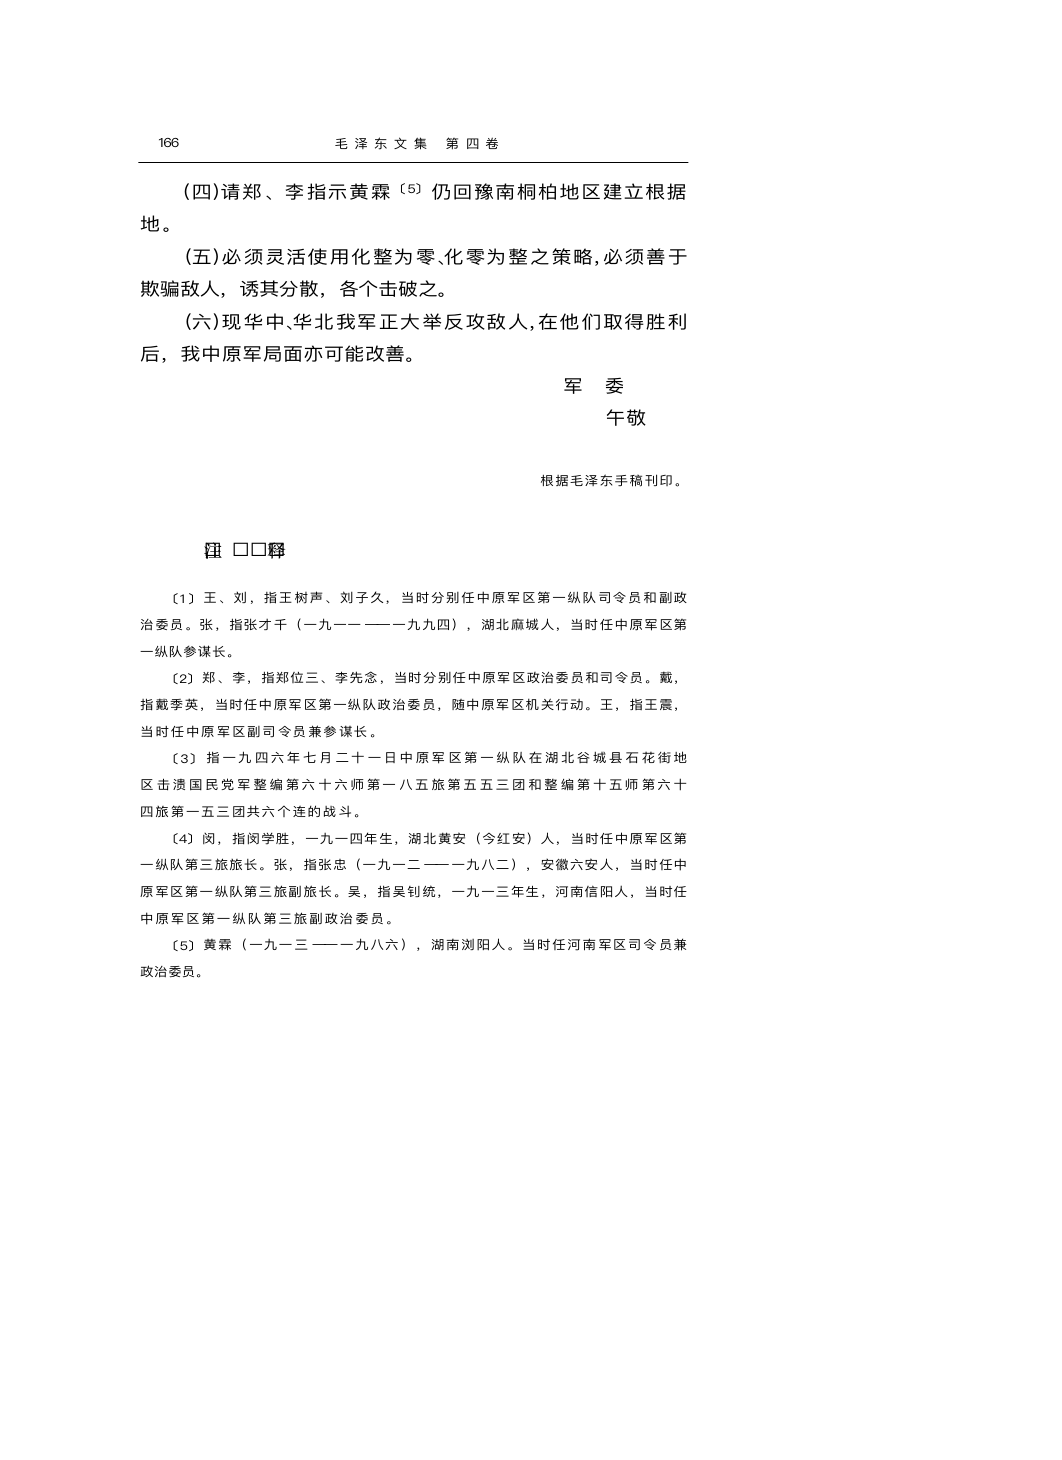 166 毛泽东文集 第四卷
(四)请郑、李指示黄霖〔5〕仍回豫南桐柏地区建立根据
地。
(五)必须灵活使用化整为零、化零为整之策略,必须善于
欺骗敌人，诱其分散，各个击破之。
(六)现华中、华北我军正大举反攻敌人,在他们取得胜利
后，我中原军局面亦可能改善。
军 委
午敬
根据毛泽东手稿刊印。
注 □□释
〔1〕王、刘，指王树声、刘子久，当时分别任中原军区第一纵队司令员和副政
治委员。张，指张才千（一九一一——一九九四），湖北麻城人，当时任中原军区第
一纵队参谋长。
〔2〕郑、李，指郑位三、李先念，当时分别任中原军区政治委员和司令员。戴，
指戴季英，当时任中原军区第一纵队政治委员，随中原军区机关行动。王，指王震，
当时任中原军区副司令员兼参谋长。
〔3〕指一九四六年七月二十一日中原军区第一纵队在湖北谷城县石花街地
区击溃国民党军整编第六十六师第一八五旅第五五三团和整编第十五师第六十
四旅第一五三团共六个连的战斗。
〔4〕闵，指闵学胜，一九一四年生，湖北黄安（今红安）人，当时任中原军区第
一纵队第三旅旅长。张，指张忠（一九一二——一九八二），安徽六安人，当时任中
原军区第一纵队第三旅副旅长。吴，指吴钊统，一九一三年生，河南信阳人，当时任
中原军区第一纵队第三旅副政治委员。
〔5〕黄霖（一九一三——一九八六），湖南浏阳人。当时任河南军区司令员兼
政治委员。